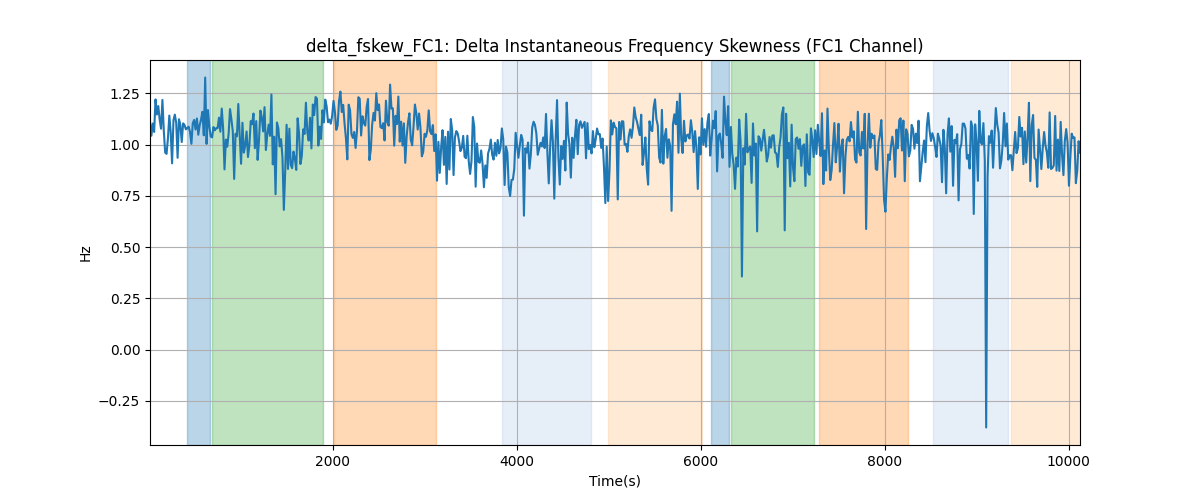 delta_fskew_FC1: Delta Instantaneous Frequency Skewness (FC1 Channel)
Hz
1.25
1.00
0.75
0.50
0.25
0.00
−0.25
2000 4000 6000 8000 10000
Time(s)